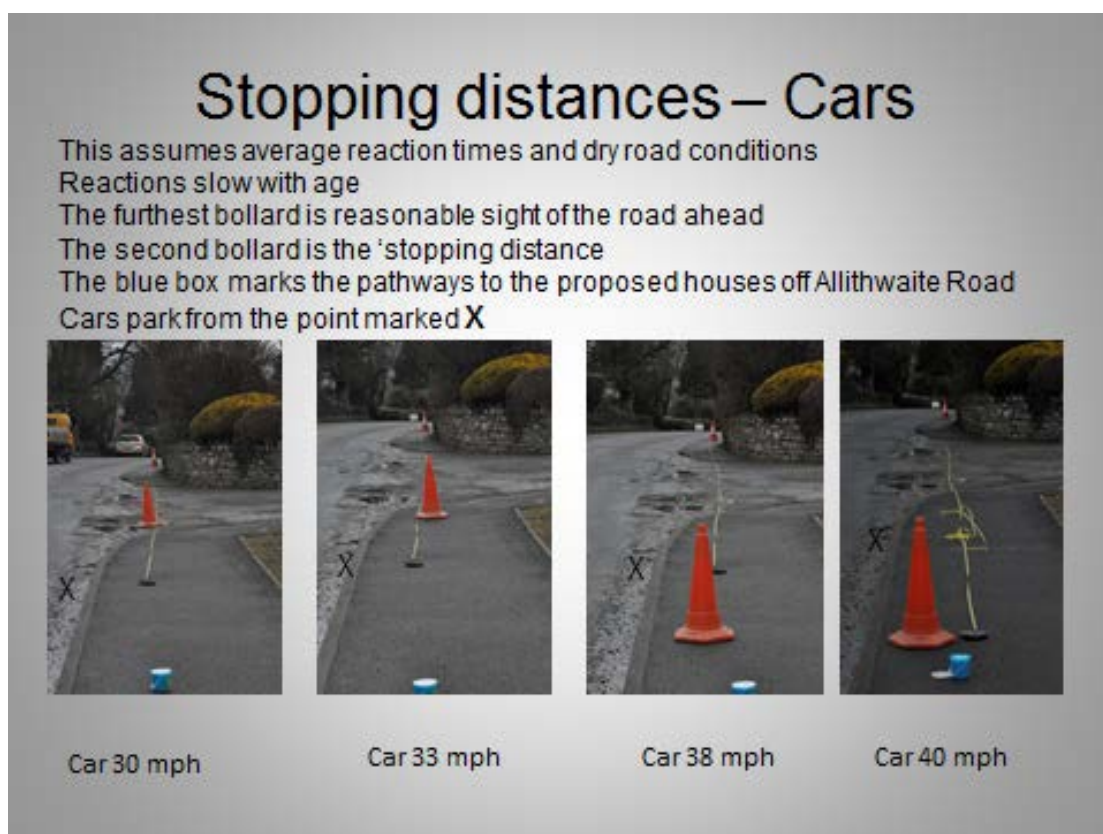 Stopping distances – Cars
This assumes average reaction times and dry road conditions
Reactions slow with age
The furthest bollard is reasonable sight of the road ahead
The second bollard is the ‘stopping distance
The blue box marks the pathways to the proposed houses off Allithwaite Road
Cars park from the point marked X
X
X
X
X
Car 30 mph
Car 33 mph
Car 38 mph
Car 40 mph